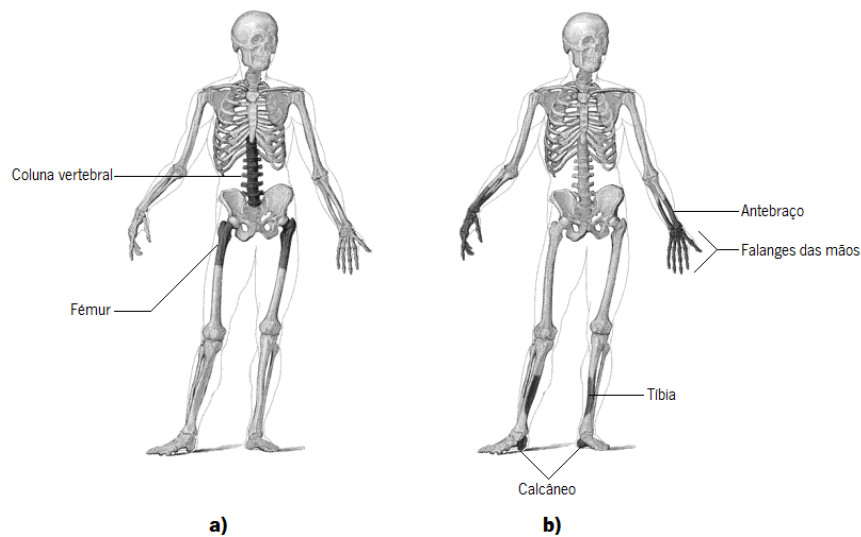 Coluna vertebral
Fémur
Antebraço
Falanges das mãos
Tíbia
Calcâneo
a)
b)